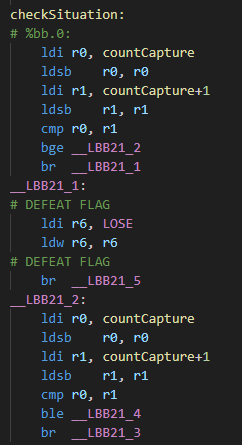 checkSituation:
# %bb.0:
ldi r0, countCapture
ldsb r0, r0
ldi r1, countCapture+1
ldsb r1, r1
cmp r0, r1
bge __LBB21_2
br __LBB21_1
__LBB21_1:
# DEFEAT FLAG
ldi r6, LOSE
ldw r6, r6
# DEFEAT FLAG
br __LBB21_5
__LBB21_2:
ldi r0, countCapture
ldsb r0, r0
ldi r1, countCapture+1
ldsb r1, r1
cmp r0, r1
ble __LBB21_4
br __LBB21_3